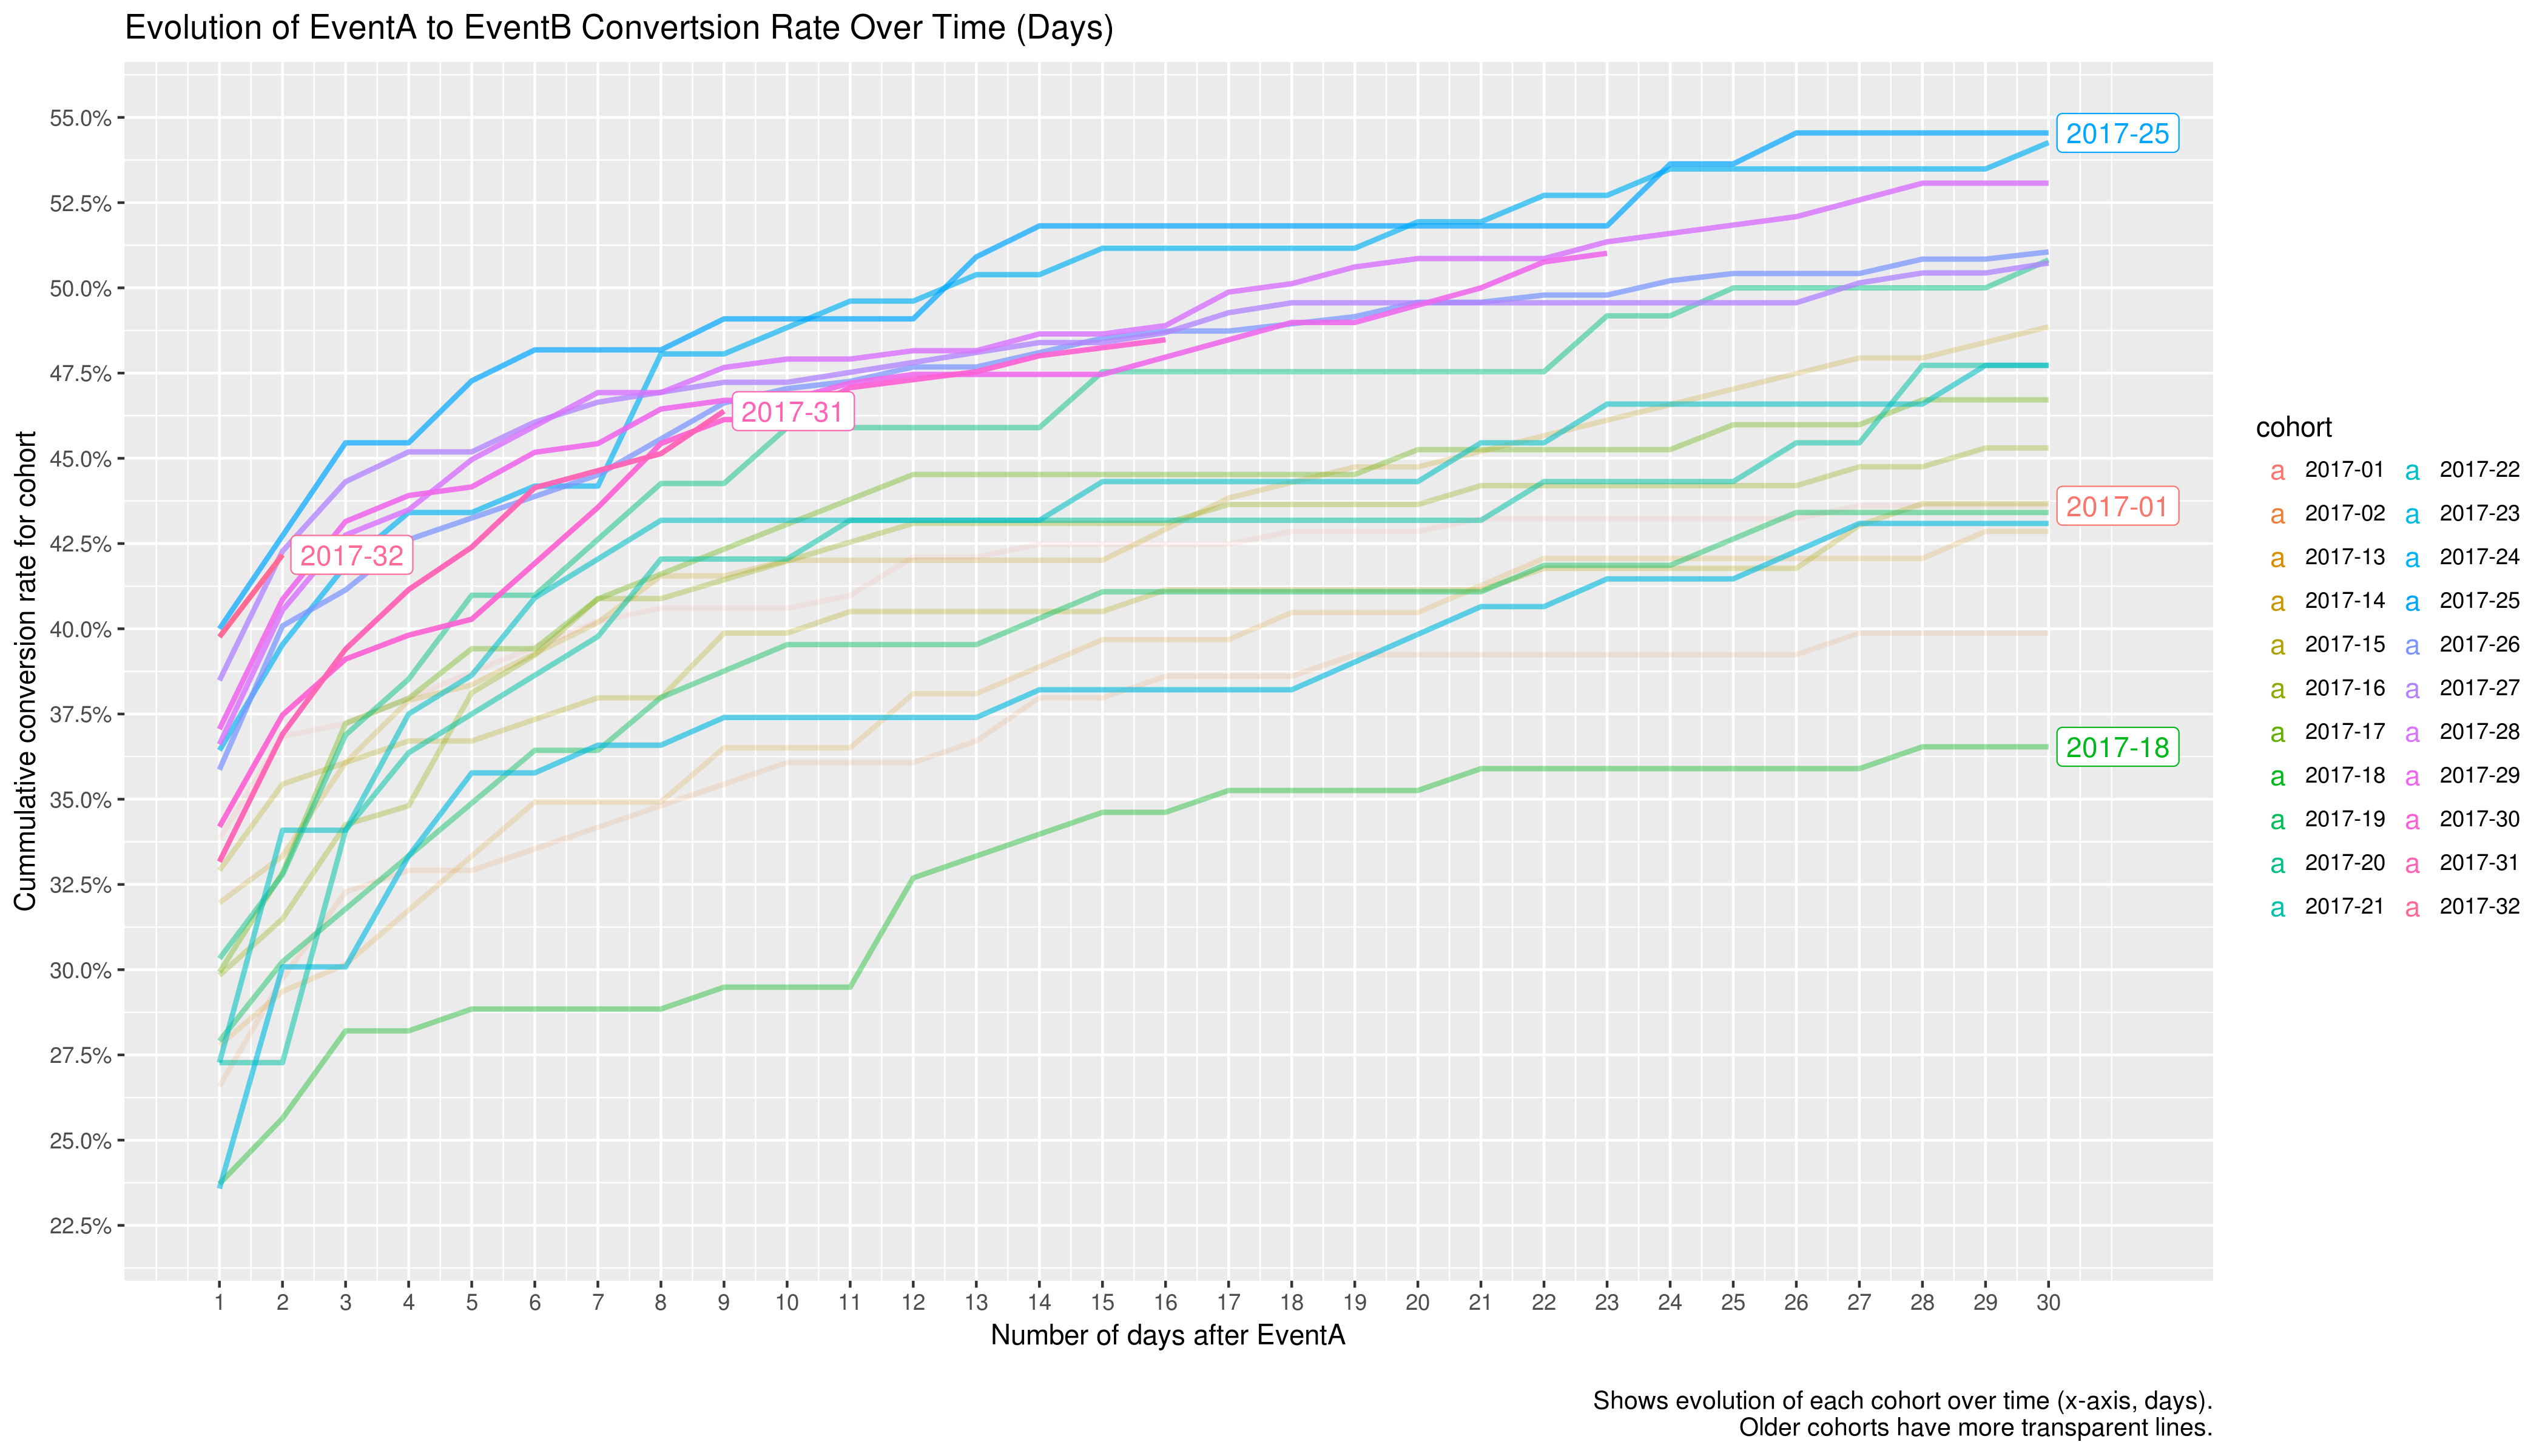 Evolution of EventA to EventB Convertsion Rate Over Time (Days)
Cummulative conversion rate for cohort
55.0%
52.5%
50.0%
47.5%
45.0%
42.5%
40.0%
37.5%
35.0%
32.5%
30.0%
27.5%
25.0%
22.5%
2017-25
2017-31
2017-32
2017-01
2017-18
1 2 3 4 5 6 7 8 9 10 11 12 13 14 15 16 17 18 19 20 21 22 23 24 25 26 27 28 29 30
Number of days after EventA
cohort
a 2017-01 a 2017-22
a 2017-02 a 2017-23
a 2017-13 a 2017-24
a 2017-14 a 2017-25
a 2017-15 a 2017-26
a 2017-16 a 2017-27
a 2017-17 a 2017-28
a 2017-18 a 2017-29
a 2017-19 a 2017-30
a 2017-20 a 2017-31
a 2017-21 a 2017-32
Shows evolution of each cohort over time (x-axis, days).
Older cohorts have more transparent lines.